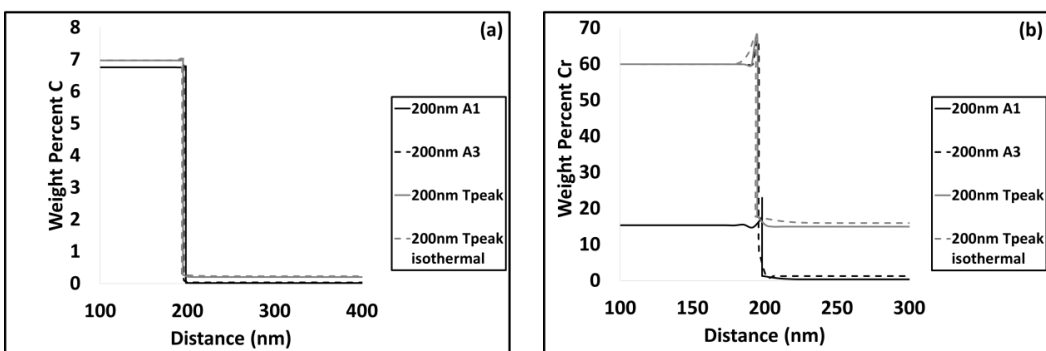 (a)
Weight Percent C
8
7
6
5
4
3
2
1
0
100 200 300 400
Distance (nm)
200nm A1
200nm A3
200nm Tpeak
200nm Tpeak
isothermal
(b)
Weight Percent Cr
70
60
50
40
30
20
10
0
100 150 200 250 300
Distance (nm)
200nm A1
200nm A3
200nm Tpeak
200nm Tpeak
isothermal